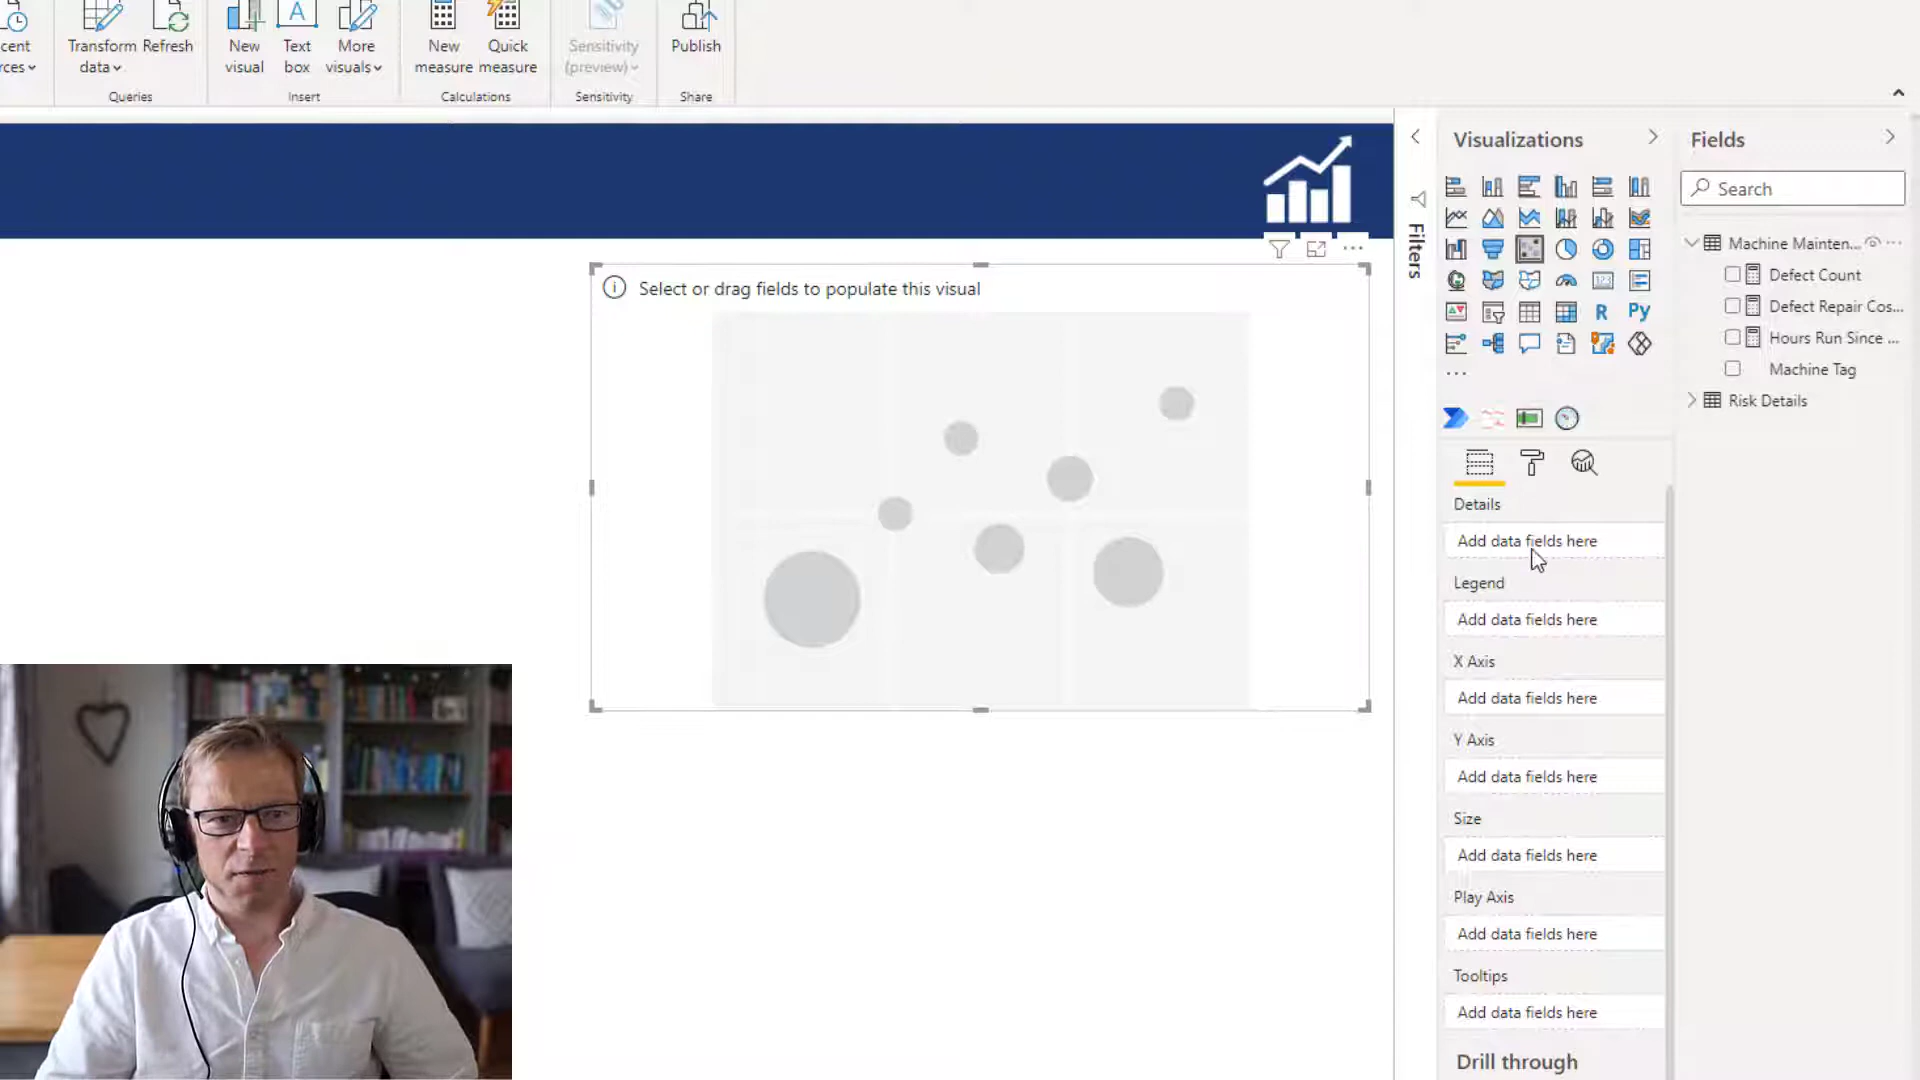 cent
rces
Transform
data
Refresh
Queries
New
visual
Text
box
More
visuals
Insert
New
measure
Quick
measure
Calculations
Sensitivity
(preview)
Sensitivity
Publish
Share
Select or drag fields to populate this visual
Filters
Visualizations
R
Py
Details
Add data fields here
Legend
Add data fields here
X Axis
Add data fields here
Y Axis
Add data fields here
Size
Add data fields here
Play Axis
Add data fields here
Tooltips
Add data fields here
Drill through
Fields
Search
Machine Mainten...
Defect Count
Defect Repair Cos...
Hours Run Since ...
Machine Tag
Risk Details